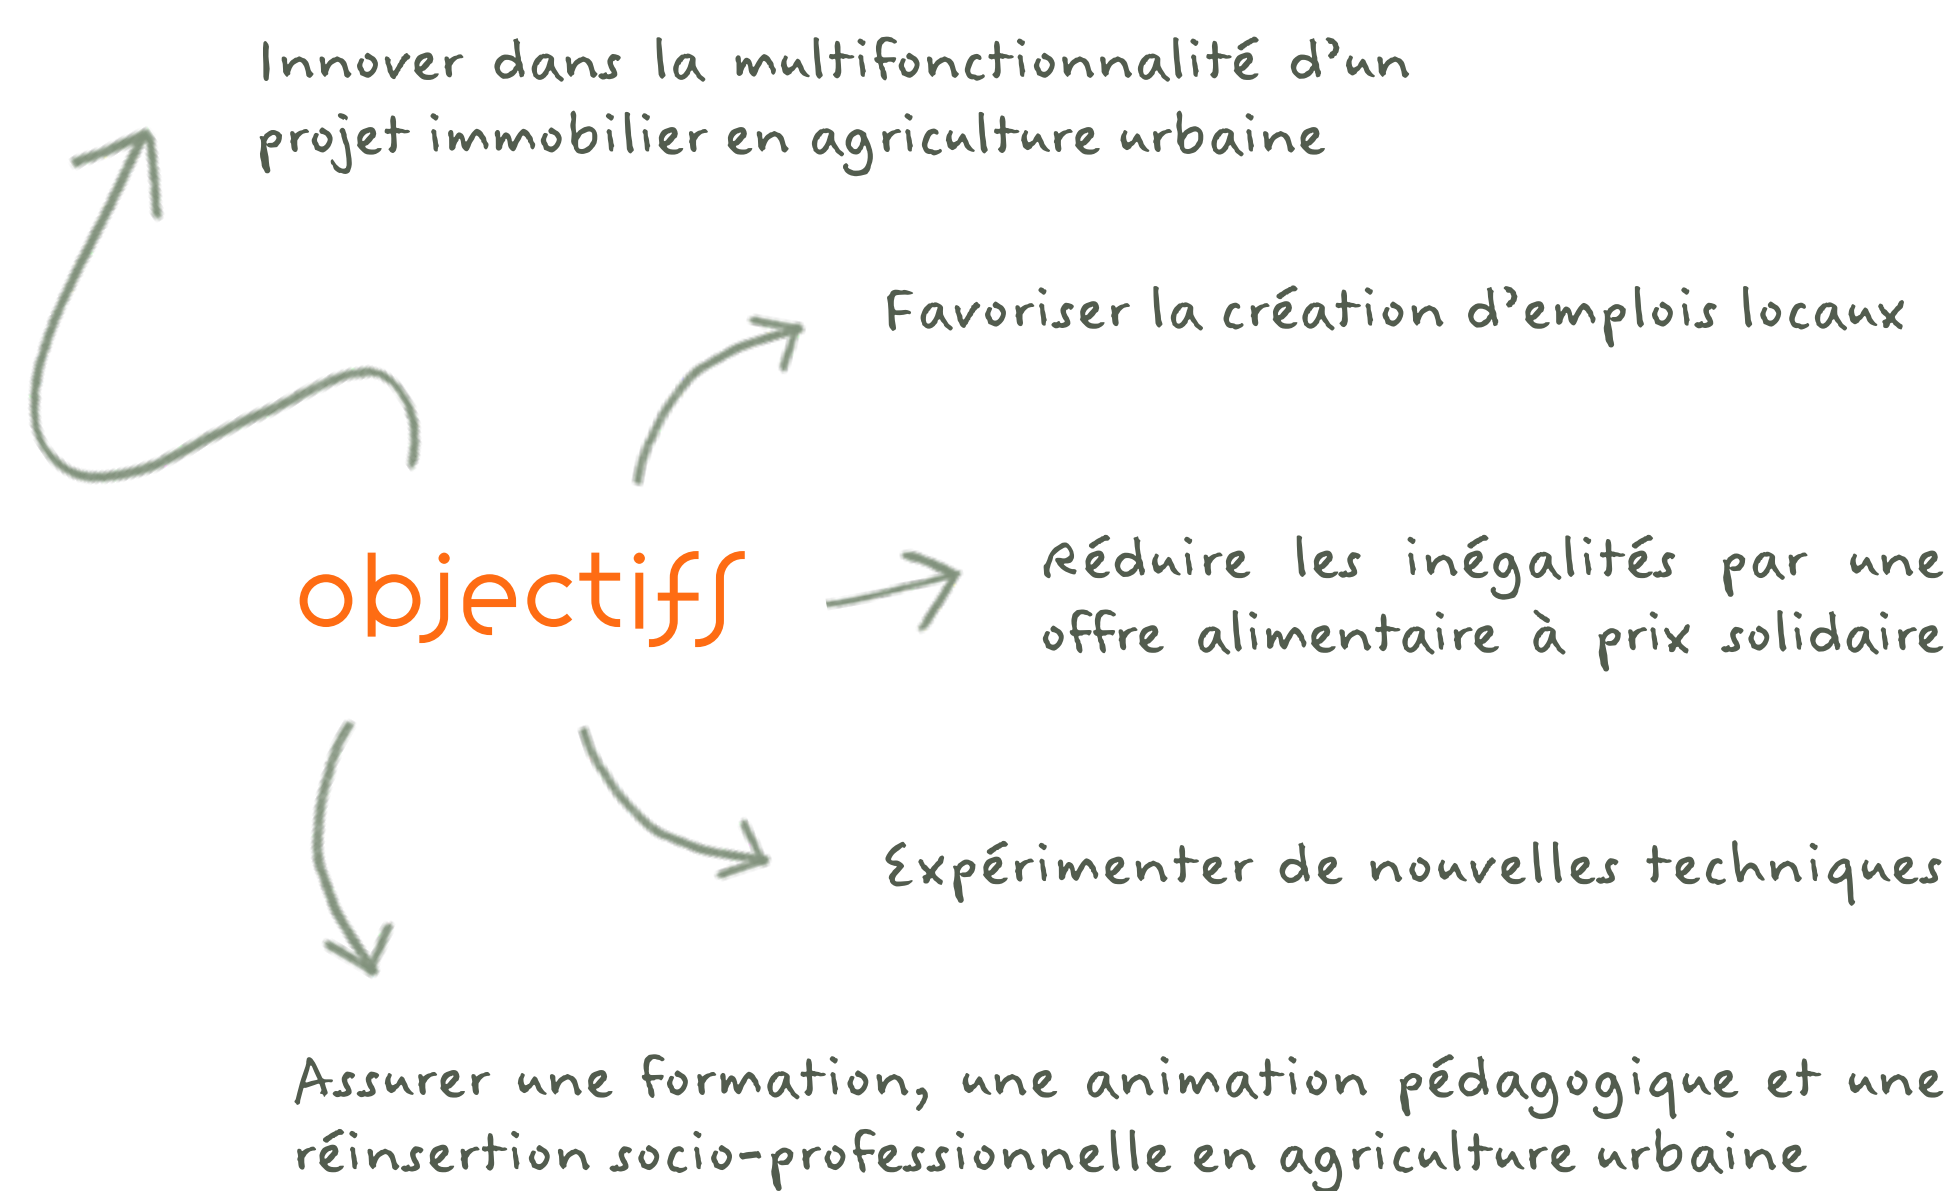 Innover dans la multifonctionnalité d'un
projet immobilier en agriculture urbaine
Favoriser la création d'emplois locaux
objectifs
Réduire les inégalités par une
offre alimentaire à prix solidaire
Expérimenter de nouvelles techniques
Assurer une formation, une animation pédagogique et une
réinsertion socio-professionnelle en agriculture urbaine